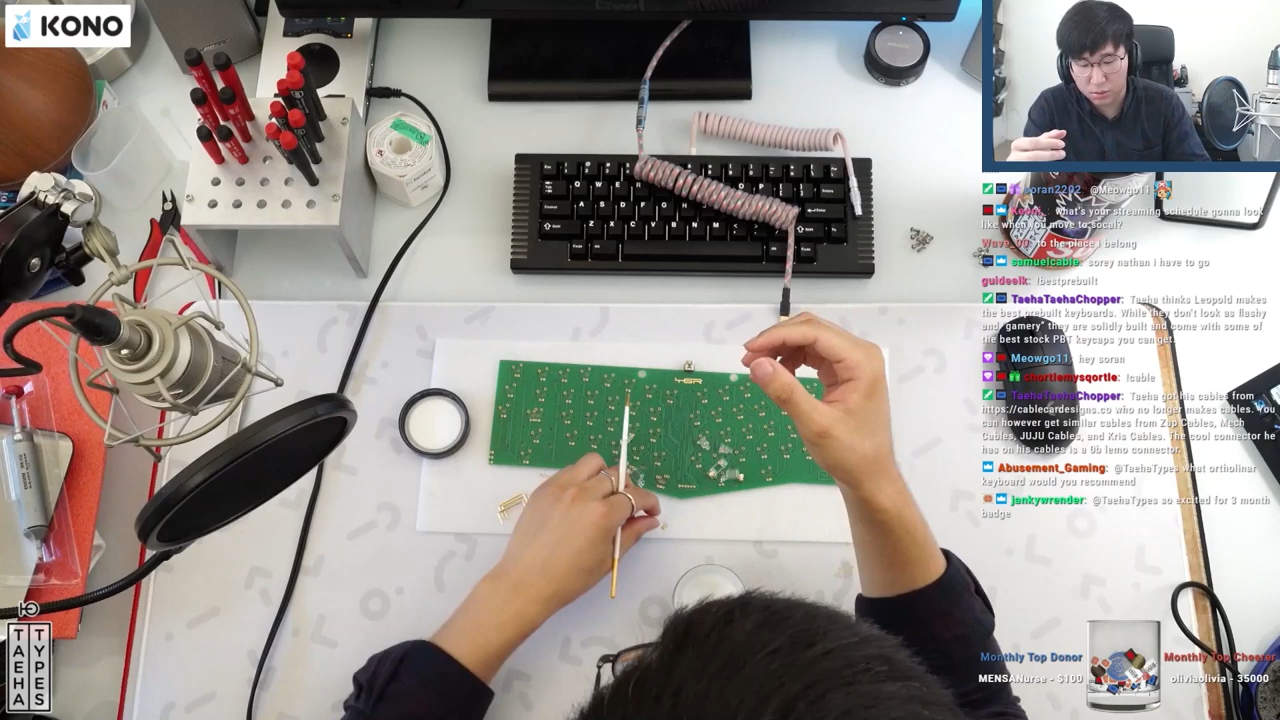 KONO
soran2202: @Meowgo11
what's your streaming schedule gonna look
like when you move to socal?
to the place i belong
samuelcable: sorey nathan i have to go
guideelk: !bestprebuilt
TaehaTaehaChopper: Taeha thinks Leopold makes
the best prebuilt keyboards. While they don't look as flashy
and "gamery" they are solidly built and come with some of
the best stock PBT keycaps you can get.
Meowgo11: hey soran
chortlemysqortle: !cable
TaehaTaehaChopper: Taeha got his cables from
https://cablecardesigns.co who no longer makes cables. You
can however get similar cables from Zap Cables, Mech
Cables, JUJU Cables, and Kris Cables. The cool connector he
has on his cables is a 0b lemo connector.
Abusement_Gaming: @TaehaTypes what ortholinar
keyboard would you recommend
jankywrender: @TaehaTypes so excited for 3 month
badge
TAEHA
TYPES
Monthly Top Donor
MENSANurse - $100
Monthly Top Cheerer
oliviaolivia - 35000